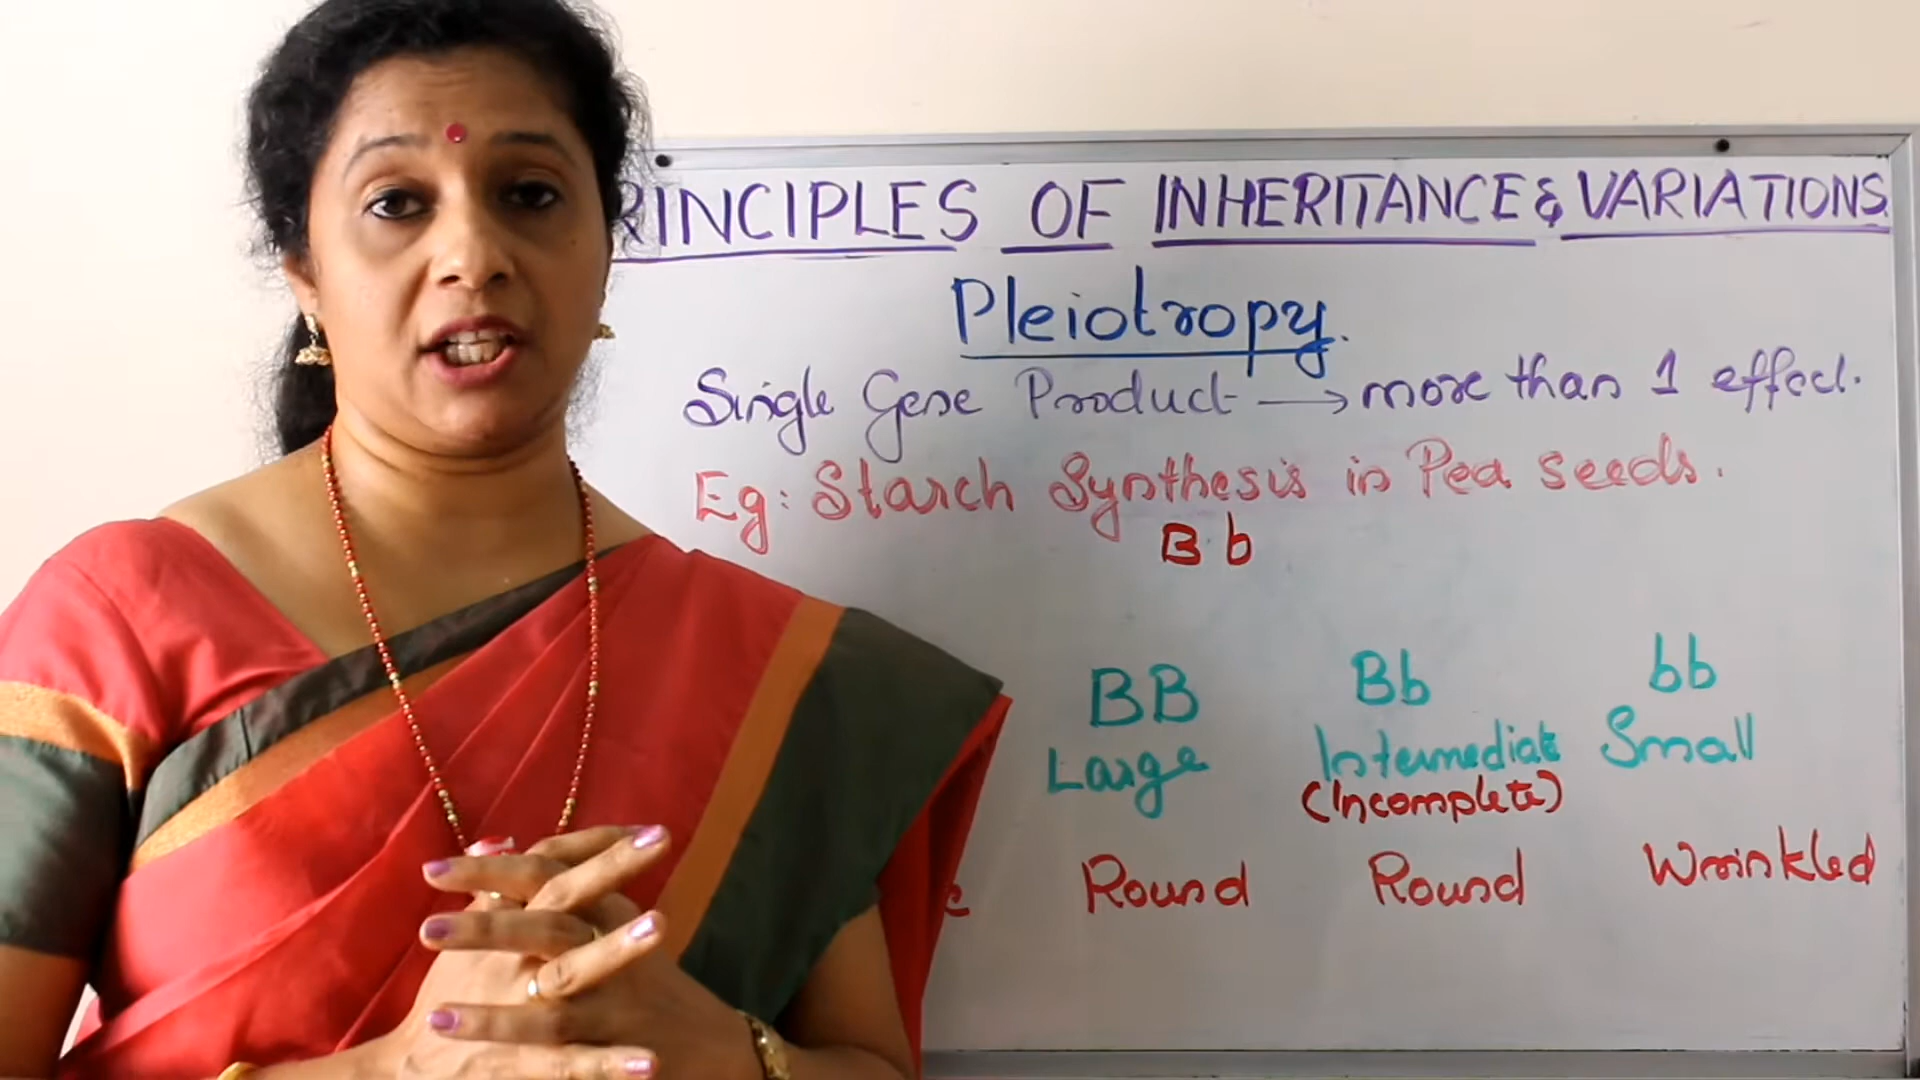 RINCIPLES OF INHERITANCE & VARIATIONS
Pleiotropy.
Single Gene Product → more than 1 effect.
Eg: Starch Synthesis in Pea seeds.
B b
BB Bb bb
Large Intermediate Small
(Incomplete)
e Round Round Wrinkled